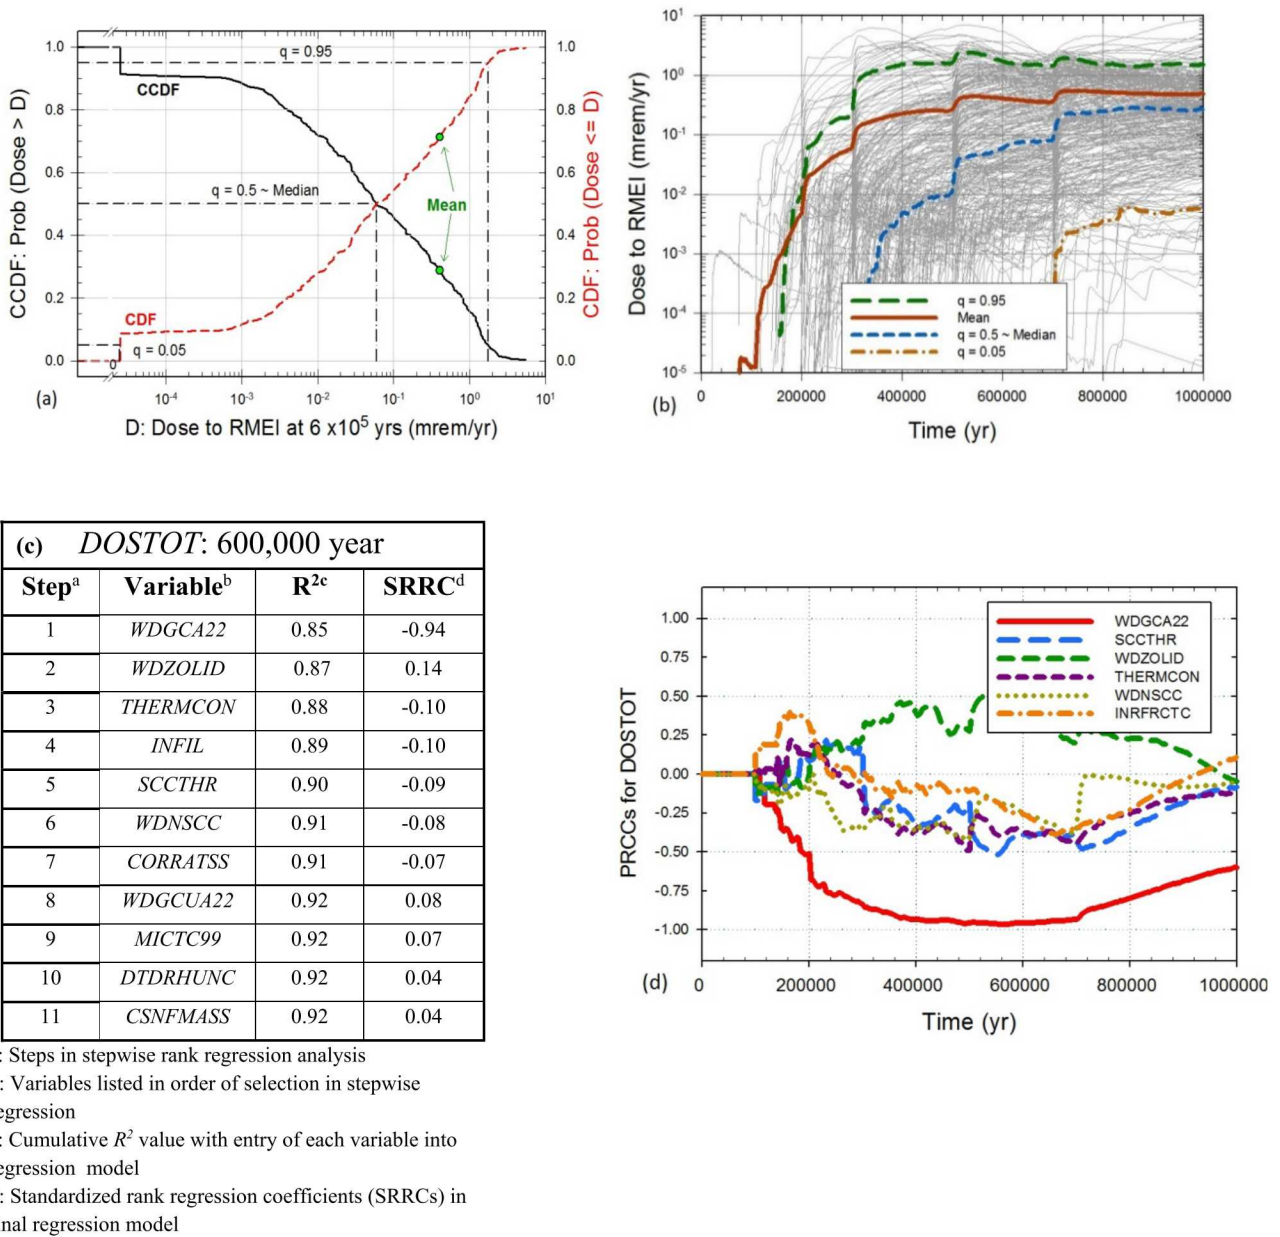 1.0
0.8
0.6
0.4
0.2
0.0
CCDF: Prob (Dose > D)
q = 0.95
CCDF
q = 0.5 ~ Median
Mean
CDF
q = 0.05
0
1.0
0.8
0.6
0.4
0.2
0.0
CDF: Prob (Dose <= D)
10⁻⁴ 10⁻³ 10⁻² 10⁻¹ 10⁰ 10¹
(a)
D: Dose to RMEI at 6 x10⁵ yrs (mrem/yr)
10¹
10⁰
10⁻¹
10⁻²
10⁻³
10⁻⁴
10⁻⁵
Dose to RMEI (mrem/yr)
q = 0.95
Mean
q = 0.5 ~ Median
q = 0.05
0 200000 400000 600000 800000 1000000
(b)
Time (yr)
(c) DOSTOT: 600,000 year
Stepᵃ Variableᵇ R²ᶜ SRRCᵈ
1 WDGCA22 0.85 -0.94
2 WDZOLID 0.87 0.14
3 THERMCON 0.88 -0.10
4 INFIL 0.89 -0.10
5 SCCTHR 0.90 -0.09
6 WDNSCC 0.91 -0.08
7 CORRATSS 0.91 -0.07
8 WDGCUA22 0.92 0.08
9 MICTC99 0.92 0.07
10 DTDRHUNC 0.92 0.04
11 CSNFMASS 0.92 0.04
: Steps in stepwise rank regression analysis
: Variables listed in order of selection in stepwise
egression
: Cumulative R² value with entry of each variable into
egression model
: Standardized rank regression coefficients (SRRCs) in
nal regression model
1.00
0.75
0.50
0.25
0.00
-0.25
-0.50
-0.75
-1.00
PRCCs for DOSTOT
WDGCA22
SCCTHR
WDZOLID
THERMCON
WDNSCC
INRFRCTC
(d)
0 200000 400000 600000 800000 1000000
Time (yr)